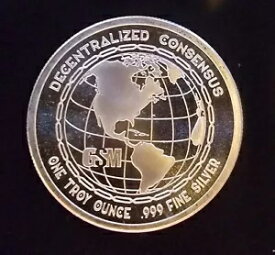 DECENTRALIZED CONSENSUS
GSM
ONE TROY OUNCE .999 FINE SILVER